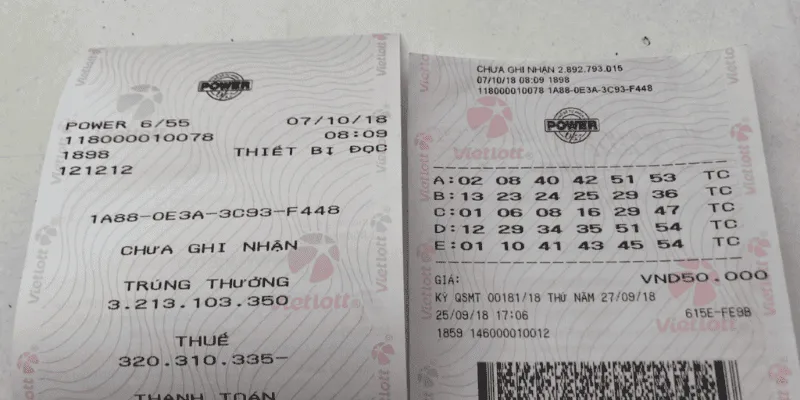 POWER
POWER 6/55 07/10/18
118000010078 08:09
1898 THIẾT BỊ ĐỌC
121212
1A88-0E3A-3C93-F448
CHƯA GHI NHẬN
TRÚNG THƯỞNG
3.213.103.350
THUẾ
320.310.335-
THANH TOÁN
CHƯA GHI NHẬN 2.892.793.015
07/10/18 08:09 1898
118000010078 1A88-0E3A-3C93-F448
POWER
Vietlott
A:02 08 40 42 51 53 TC
B:13 23 24 25 29 36 TC
C:01 06 08 16 29 47 TC
D:12 29 34 35 51 54 TC
E:01 10 41 43 45 54 TC
GIÁ: VND50.000
KỲ QSMT 00181/18 THỨ NĂM 27/09/18
25/09/18 17:06 615E-FE9B
1859 146000010012
Vietlott
Vietlott
Vietlott